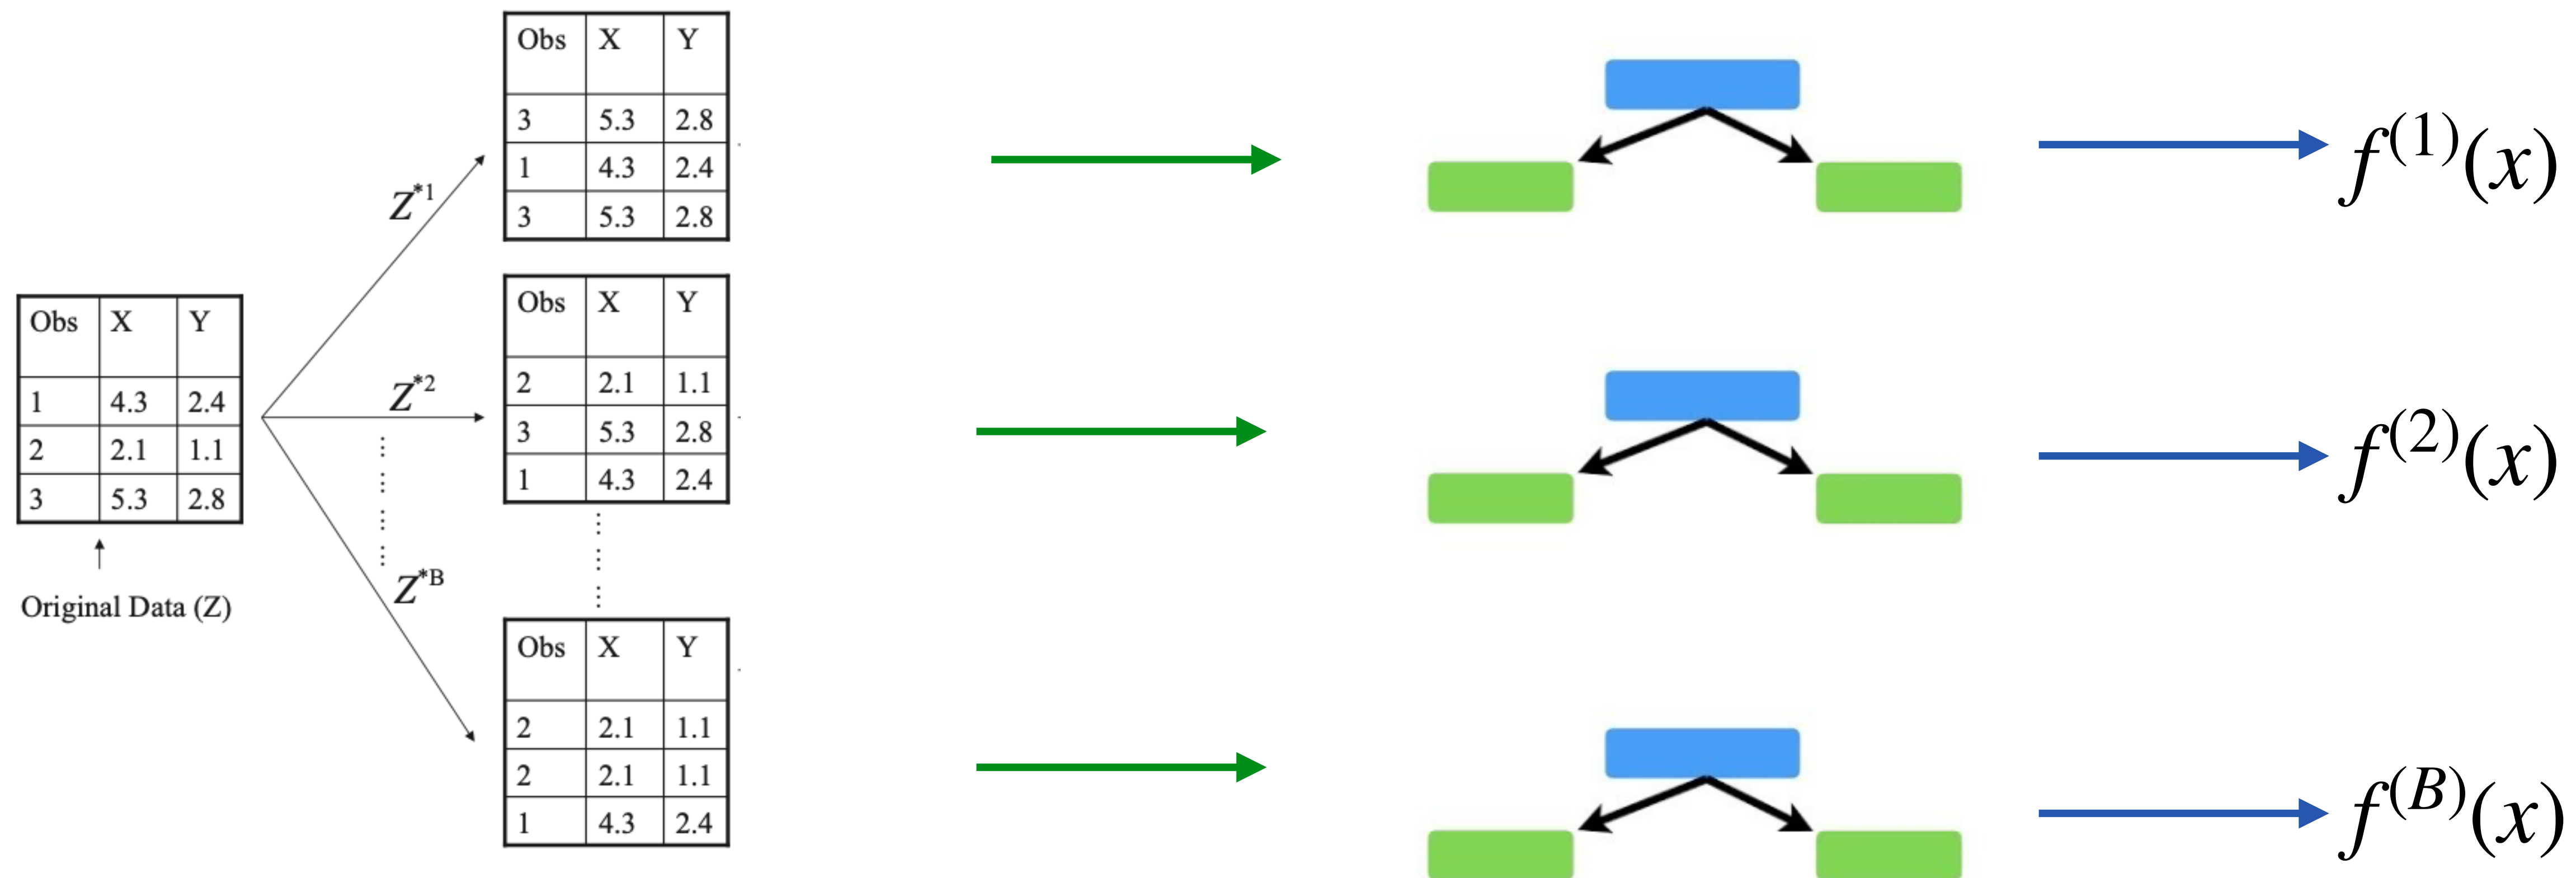 Obs X Y
1 4.3 2.4
2 2.1 1.1
3 5.3 2.8
Original Data (Z)
Z*1
Z*2
Z*B
Obs X Y
3 5.3 2.8
1 4.3 2.4
3 5.3 2.8
Obs X Y
2 2.1 1.1
3 5.3 2.8
1 4.3 2.4
Obs X Y
2 2.1 1.1
2 2.1 1.1
1 4.3 2.4
f(1)(x)
f(2)(x)
f(B)(x)